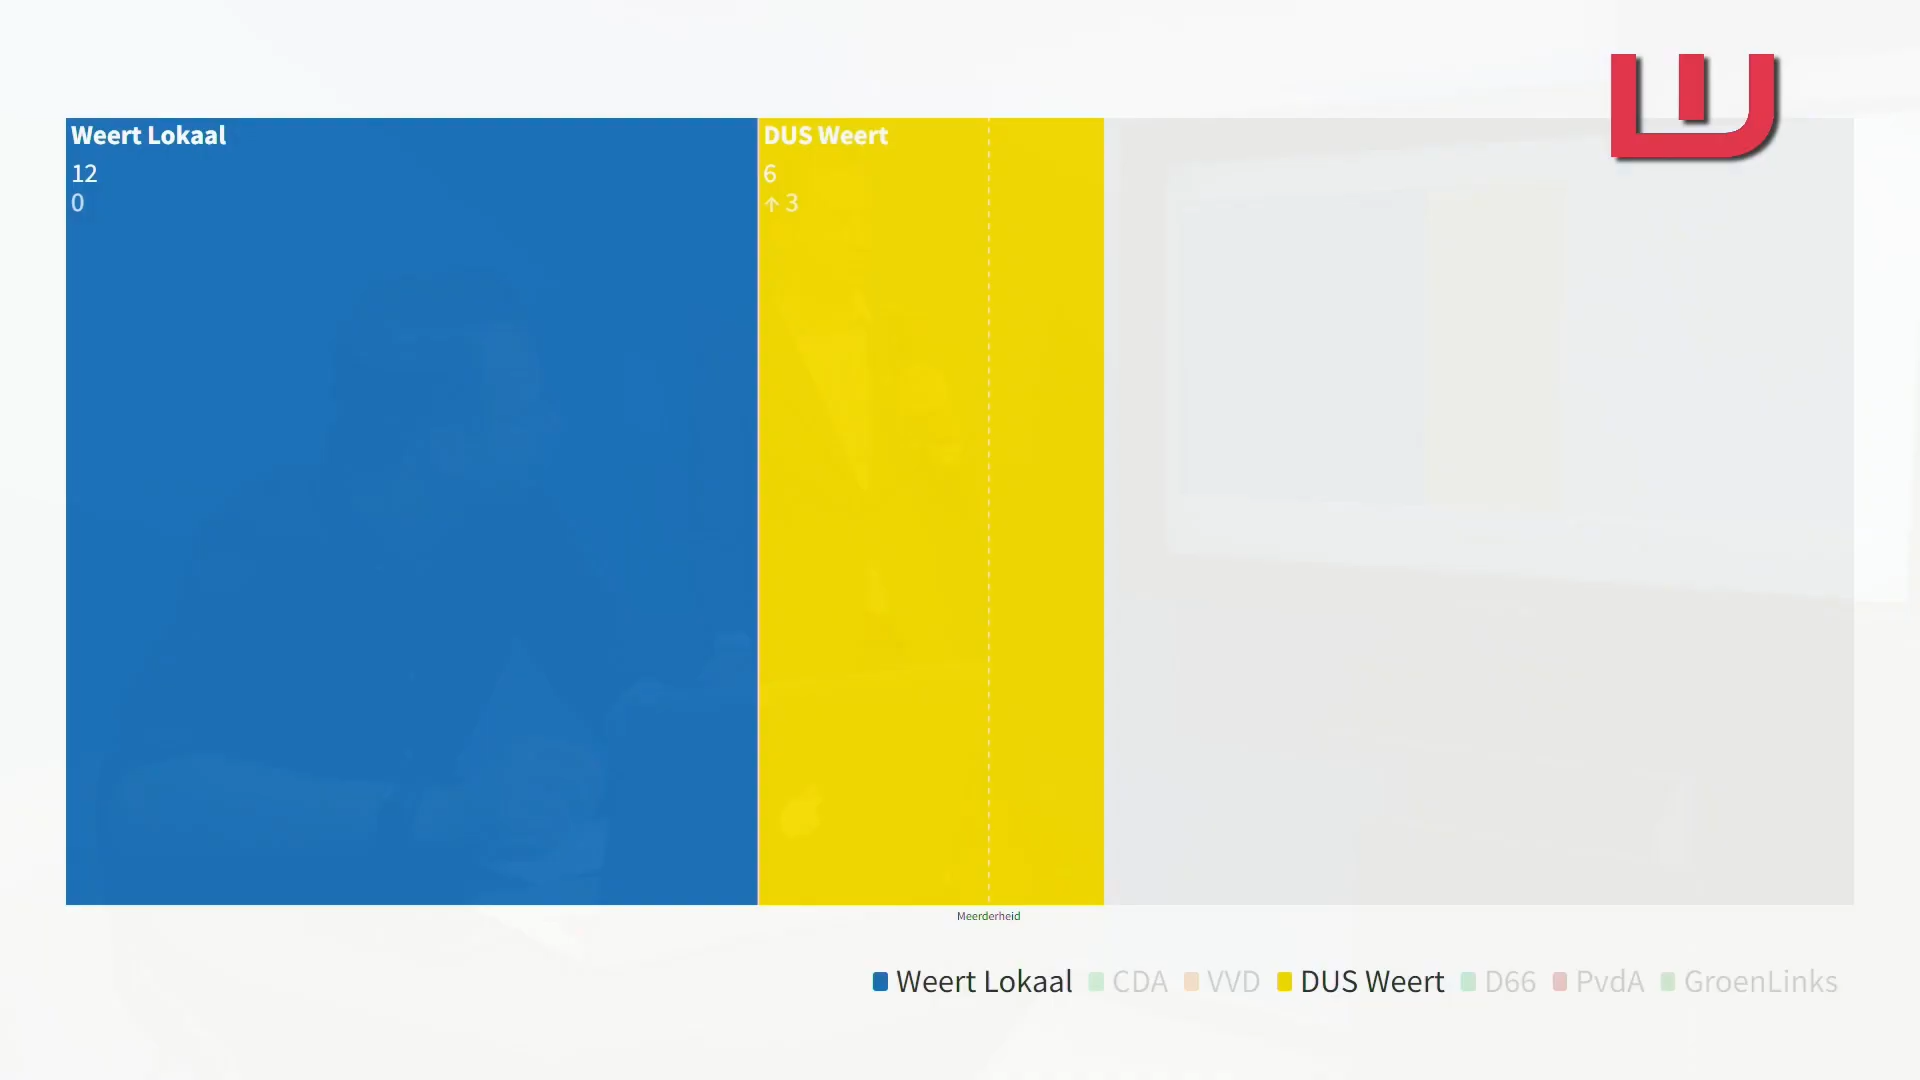 Weert Lokaal
12
0
DUS Weert
6
↑ 3
Meerderheid
Weert Lokaal CDA VVD DUS Weert D66 PvdA GroenLinks